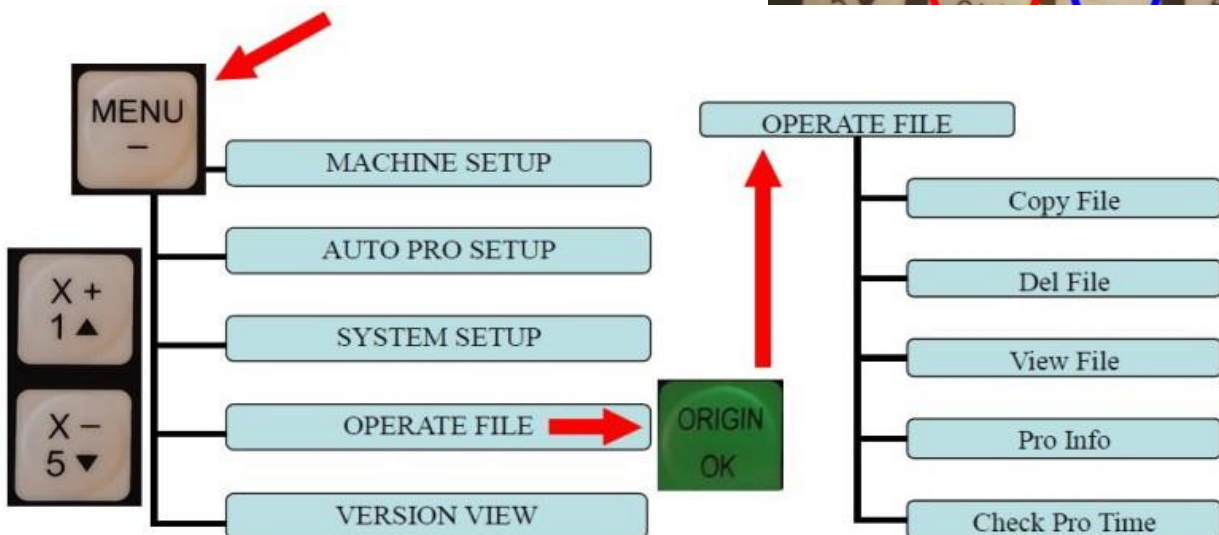 MENU
–
MACHINE SETUP
AUTO PRO SETUP
SYSTEM SETUP
OPERATE FILE
VERSION VIEW
X +
1 ▲
X –
5 ▼
ORIGIN
OK
OPERATE FILE
Copy File
Del File
View File
Pro Info
Check Pro Time